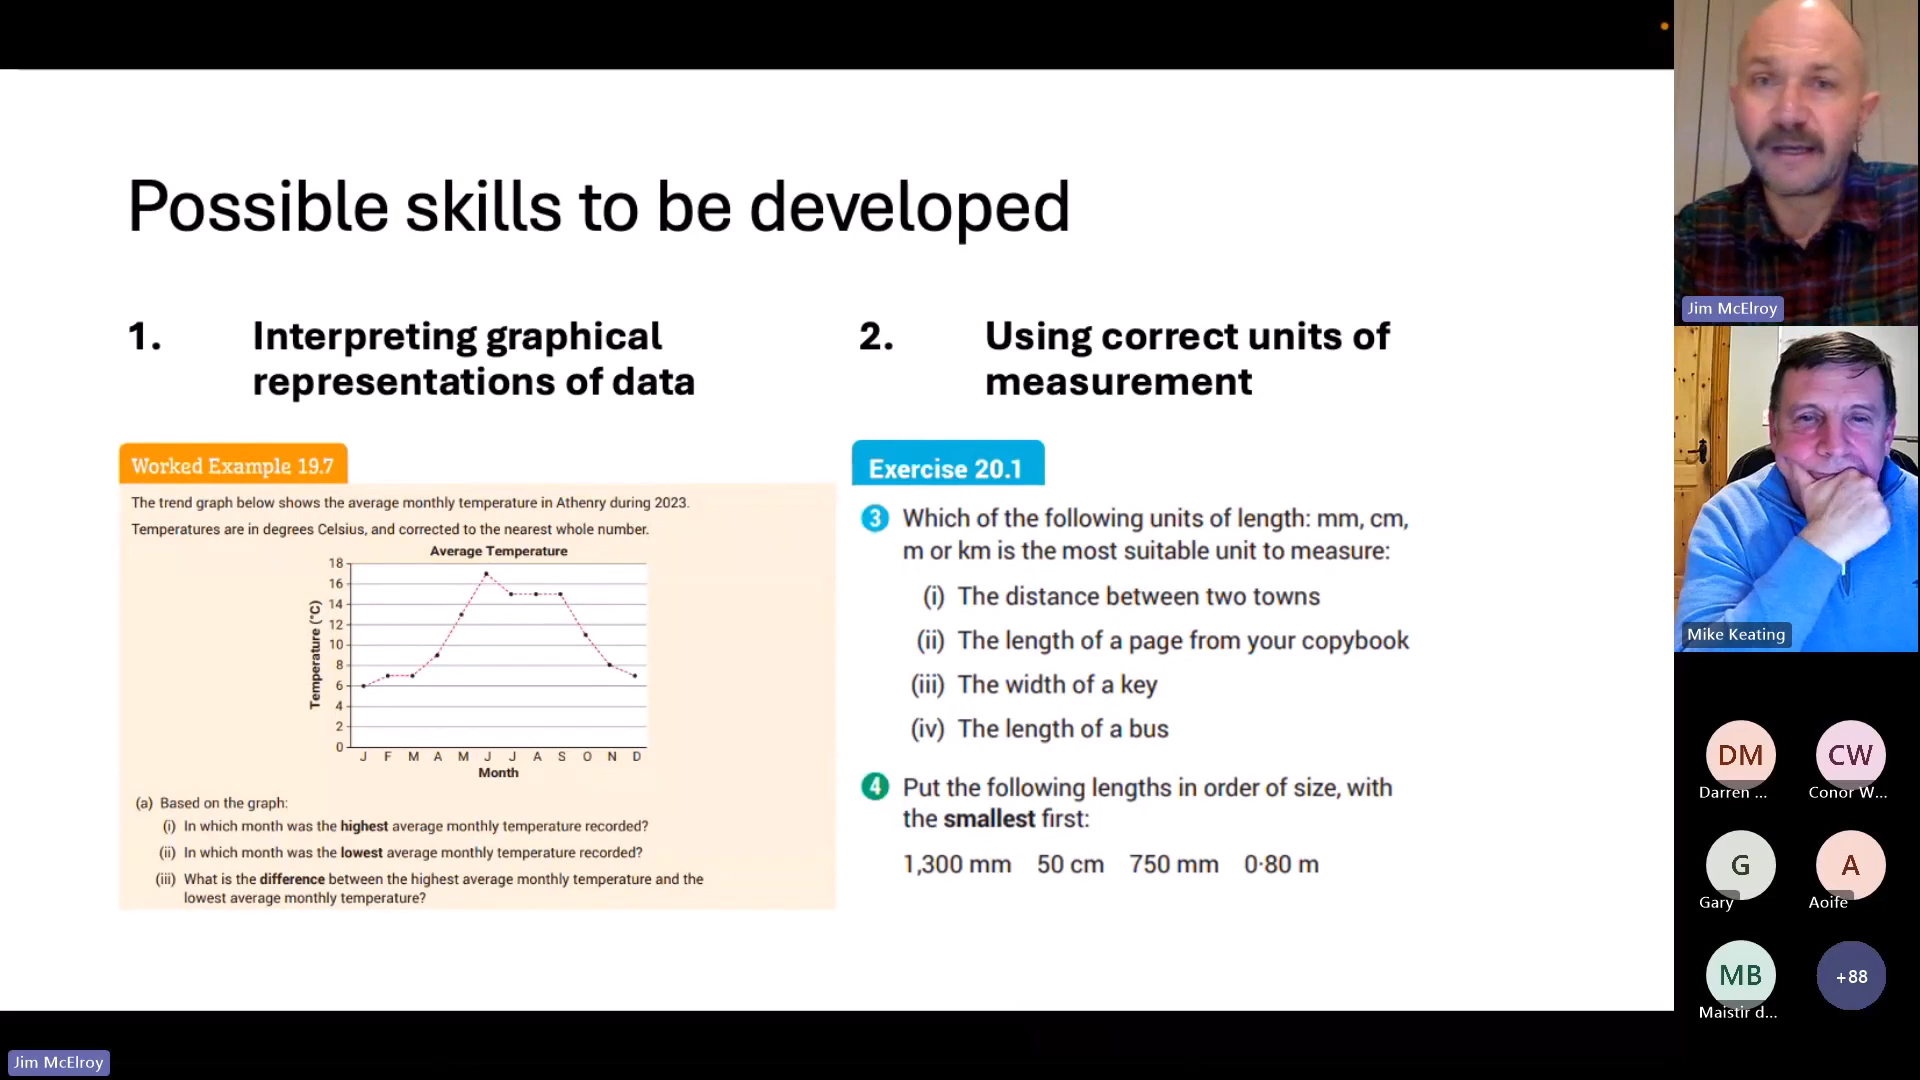 Possible skills to be developed
1. Interpreting graphical
representations of data
Worked Example 19.7
The trend graph below shows the average monthly temperature in Athenry during 2023.
Temperatures are in degrees Celsius, and corrected to the nearest whole number.
Average Temperature
Temperature (°C)
18
16
14
12
10
8
6
4
2
0
J F M A M J J A S O N D
Month
(a) Based on the graph:
(i) In which month was the highest average monthly temperature recorded?
(ii) In which month was the lowest average monthly temperature recorded?
(iii) What is the difference between the highest average monthly temperature and the
lowest average monthly temperature?
2. Using correct units of
measurement
Exercise 20.1
3 Which of the following units of length: mm, cm,
m or km is the most suitable unit to measure:
(i) The distance between two towns
(ii) The length of a page from your copybook
(iii) The width of a key
(iv) The length of a bus
4 Put the following lengths in order of size, with
the smallest first:
1,300 mm 50 cm 750 mm 0·80 m
Jim McElroy
Mike Keating
DM CW
Darren ... Conor W...
G A
Gary Aoife
MB +88
Maistir d...
Jim McElroy